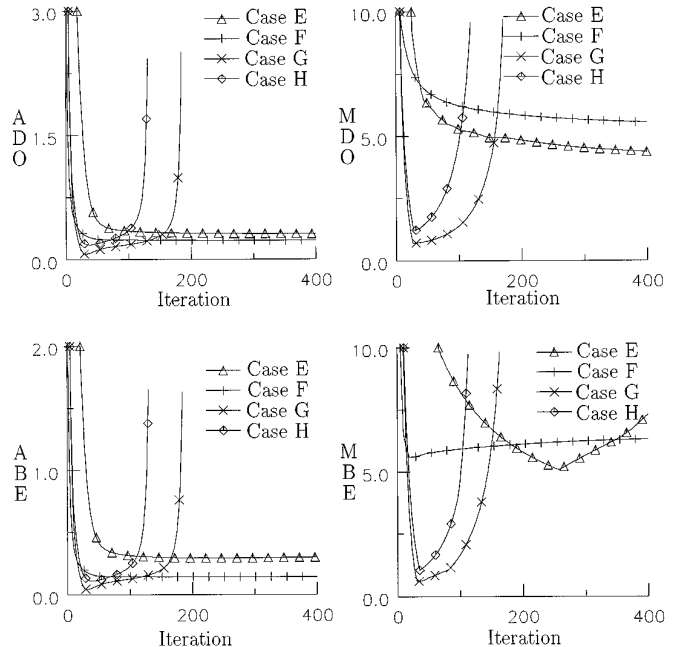 3.0
1.5
0.0
A
D
O
Case E
Case F
Case G
Case H
0
200
400
Iteration
10.0
5.0
0.0
M
D
O
Case E
Case F
Case G
Case H
0
200
400
Iteration
2.0
1.0
0.0
A
B
E
Case E
Case F
Case G
Case H
0
200
400
Iteration
10.0
5.0
0.0
M
B
E
Case E
Case F
Case G
Case H
0
200
400
Iteration